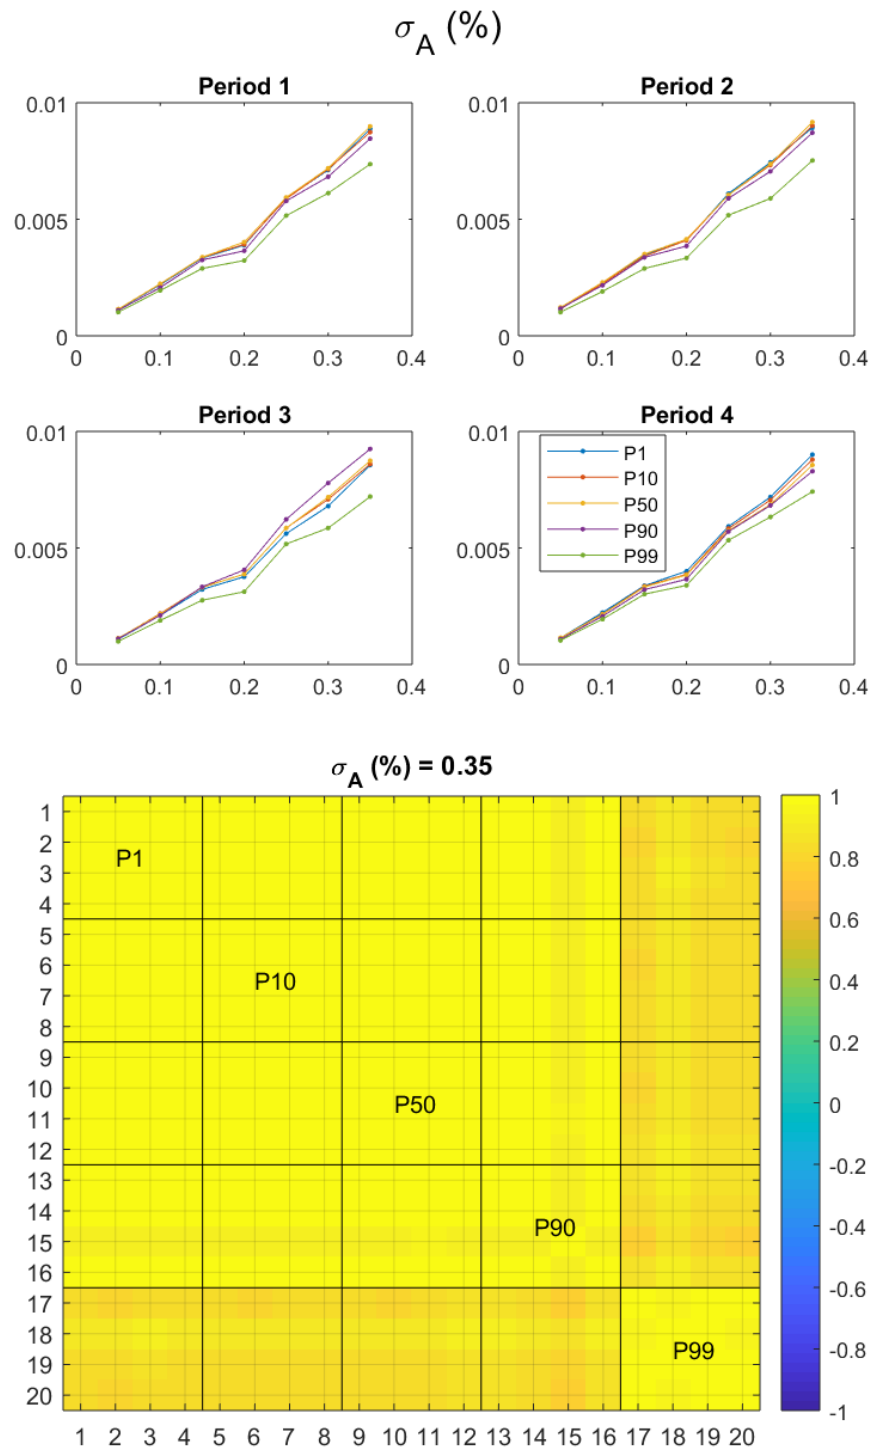 σA (%)
Period 1
Period 2
0.01
0.005
0
0 0.1 0.2 0.3 0.4
0.01
0.005
0
0 0.1 0.2 0.3 0.4
Period 3
Period 4
0.01
0.005
0
0 0.1 0.2 0.3 0.4
0.01
0.005
0
0 0.1 0.2 0.3 0.4
P1
P10
P50
P90
P99
σA (%) = 0.35
1
2
3
4
5
6
7
8
9
10
11
12
13
14
15
16
17
18
19
20
P1
P10
P50
P90
P99
1 2 3 4 5 6 7 8 9 10 11 12 13 14 15 16 17 18 19 20
1
0.8
0.6
0.4
0.2
0
-0.2
-0.4
-0.6
-0.8
-1